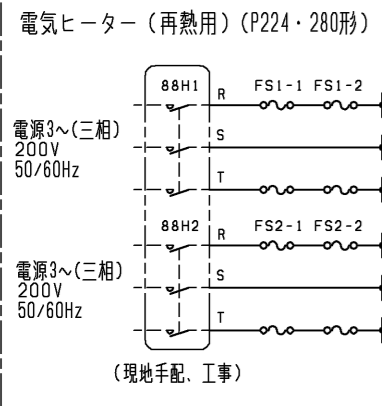 電気ヒーター(再熱用)(P224・280形)
88H1 R FS1-1 FS1-2
電源3~(三相)
200V
50/60Hz
S
T
88H2 R FS2-1 FS2-2
電源3~(三相)
200V
50/60Hz
S
T
(現地手配、工事)